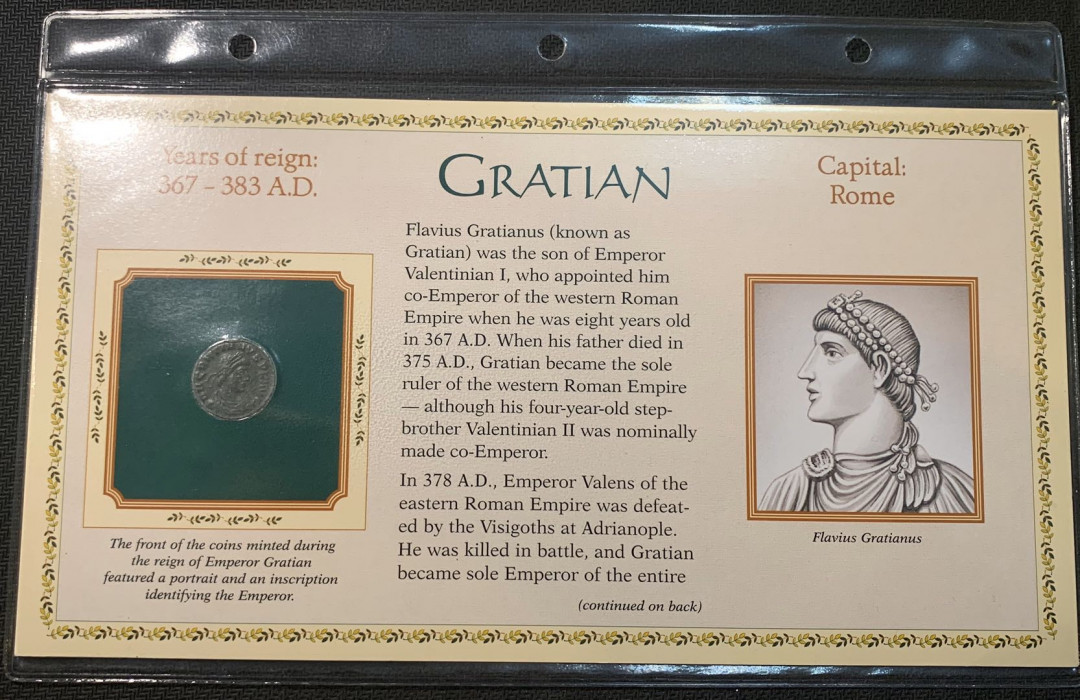 Years of reign:
367 – 383 A.D.
GRATIAN
Capital:
Rome
Flavius Gratianus (known as
Gratian) was the son of Emperor
Valentinian I, who appointed him
co-Emperor of the western Roman
Empire when he was eight years old
in 367 A.D. When his father died in
375 A.D., Gratian became the sole
ruler of the western Roman Empire
— although his four-year-old step-
brother Valentinian II was nominally
made co-Emperor.
In 378 A.D., Emperor Valens of the
eastern Roman Empire was defeat-
ed by the Visigoths at Adrianople.
He was killed in battle, and Gratian
became sole Emperor of the entire
(continued on back)
The front of the coins minted during
the reign of Emperor Gratian
featured a portrait and an inscription
identifying the Emperor.
Flavius Gratianus